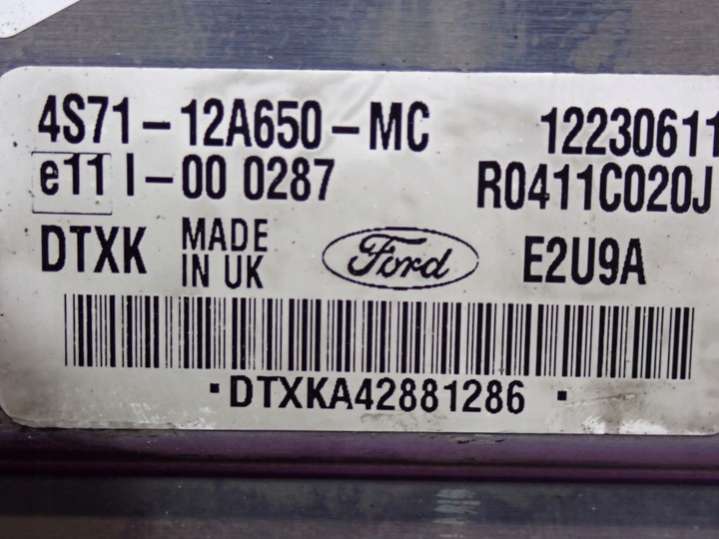 4S71-12A650-MC 12230611
e11 I-00 0287 R0411C020J
DTXK MADE IN UK Ford E2U9A
DTXKA42881286